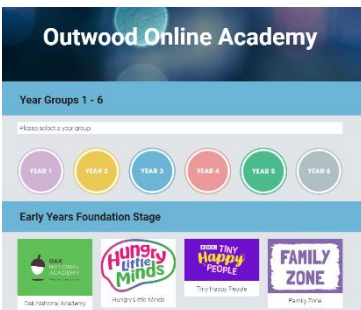 Outwood Online Academy
Year Groups 1 - 6
Please select a year group
YEAR 1
YEAR 2
YEAR 3
YEAR 4
YEAR 5
YEAR 6
Early Years Foundation Stage
OAK
NATIONAL
ACADEMY
Hungry
Little
Minds
BBC TINY
Happy
PEOPLE
FAMILY
ZONE
Oak National Academy
Hungry Little Minds
Tiny Happy People
Family Zone